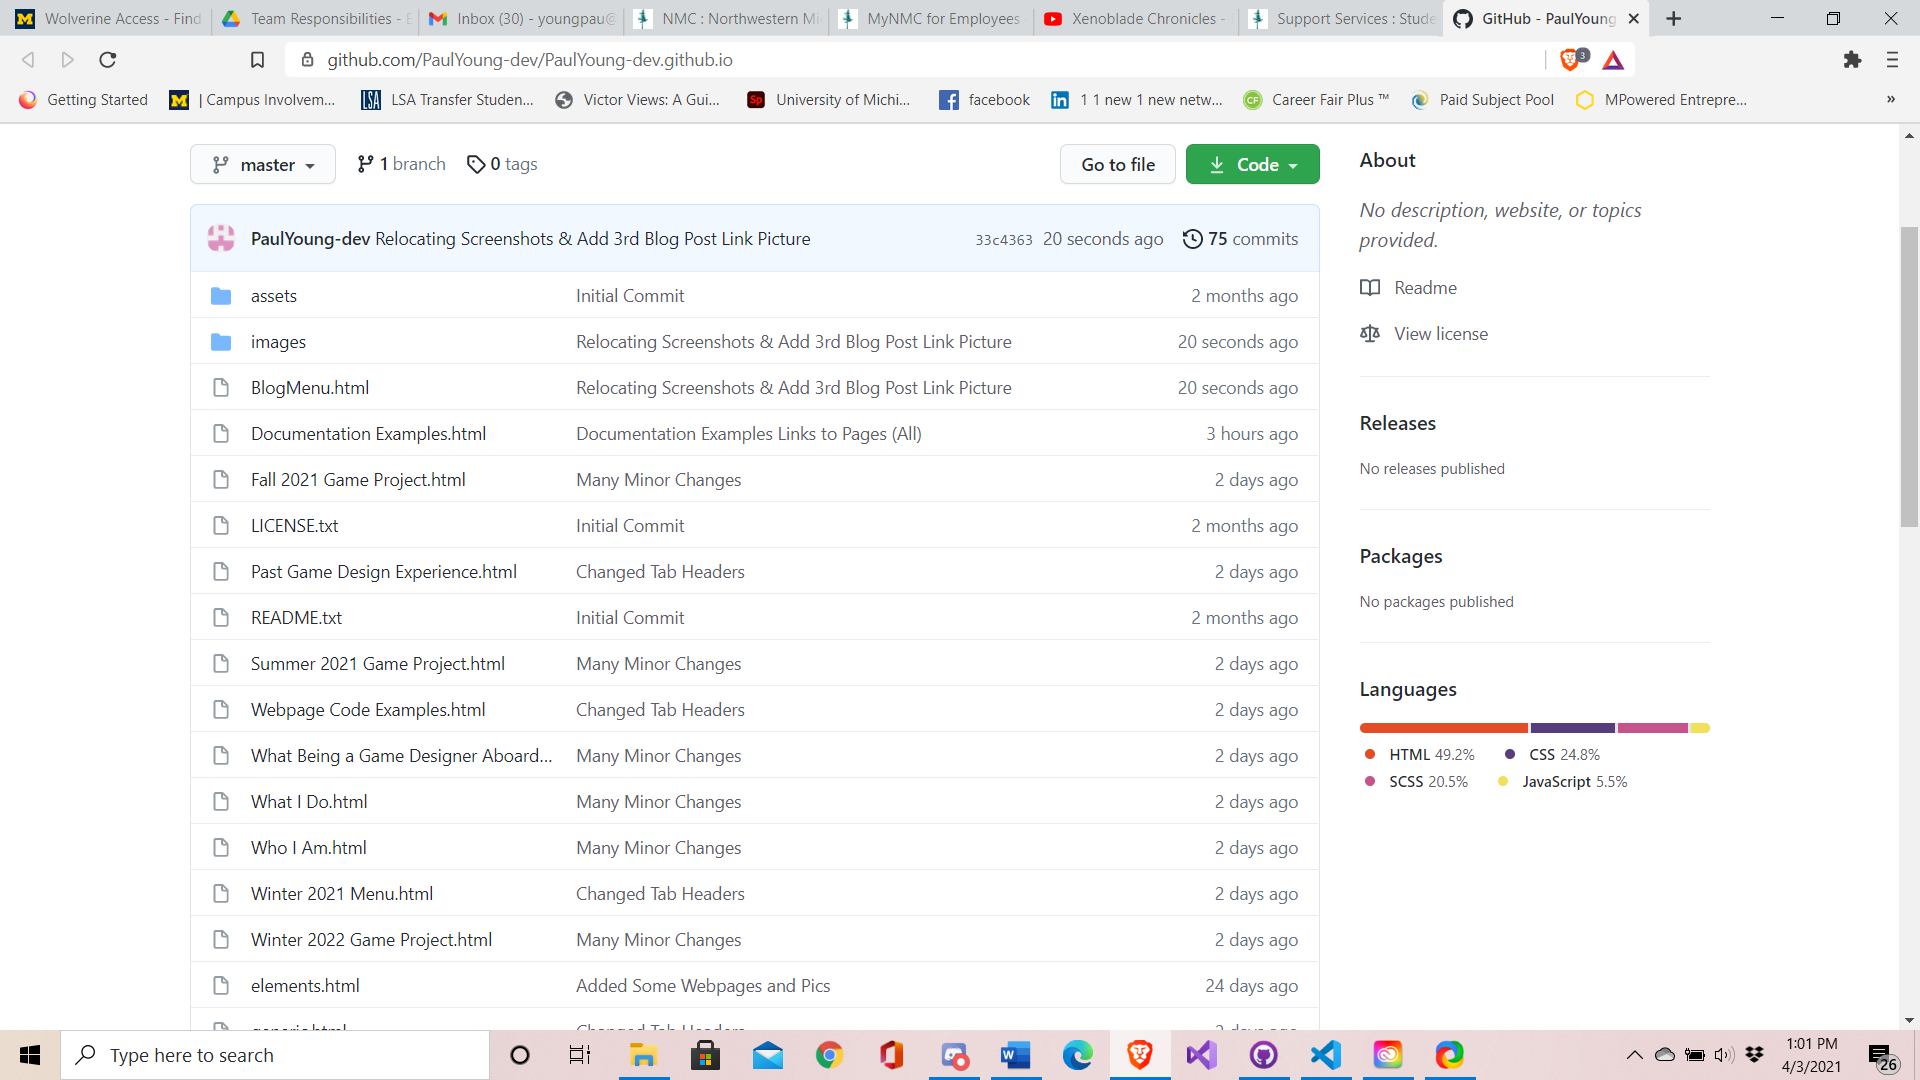 Wolverine Access - Find
Team Responsibilities - E
Inbox (30) - youngpau@
NMC : Northwestern Mi
MyNMC for Employees
Xenoblade Chronicles -
Support Services : Stude
GitHub - PaulYoung
github.com/PaulYoung-dev/PaulYoung-dev.github.io
3
Getting Started
M | Campus Involvem...
LSA LSA Transfer Studen...
Victor Views: A Gui...
Sp University of Michi...
facebook
in 1 1 new 1 new netw...
CF Career Fair Plus ™
Paid Subject Pool
MPowered Entrepre...
»
master
1 branch
0 tags
Go to file
Code
PaulYoung-dev Relocating Screenshots & Add 3rd Blog Post Link Picture
33c4363 20 seconds ago
75 commits
assets Initial Commit 2 months ago
images Relocating Screenshots & Add 3rd Blog Post Link Picture 20 seconds ago
BlogMenu.html Relocating Screenshots & Add 3rd Blog Post Link Picture 20 seconds ago
Documentation Examples.html Documentation Examples Links to Pages (All) 3 hours ago
Fall 2021 Game Project.html Many Minor Changes 2 days ago
LICENSE.txt Initial Commit 2 months ago
Past Game Design Experience.html Changed Tab Headers 2 days ago
README.txt Initial Commit 2 months ago
Summer 2021 Game Project.html Many Minor Changes 2 days ago
Webpage Code Examples.html Changed Tab Headers 2 days ago
What Being a Game Designer Aboard... Many Minor Changes 2 days ago
What I Do.html Many Minor Changes 2 days ago
Who I Am.html Many Minor Changes 2 days ago
Winter 2021 Menu.html Changed Tab Headers 2 days ago
Winter 2022 Game Project.html Many Minor Changes 2 days ago
elements.html Added Some Webpages and Pics 24 days ago
generic.html Changed Tab Headers 2 days ago
About
No description, website, or topics
provided.
Readme
View license
Releases
No releases published
Packages
No packages published
Languages
HTML 49.2%
CSS 24.8%
SCSS 20.5%
JavaScript 5.5%
Type here to search
1:01 PM
4/3/2021
26